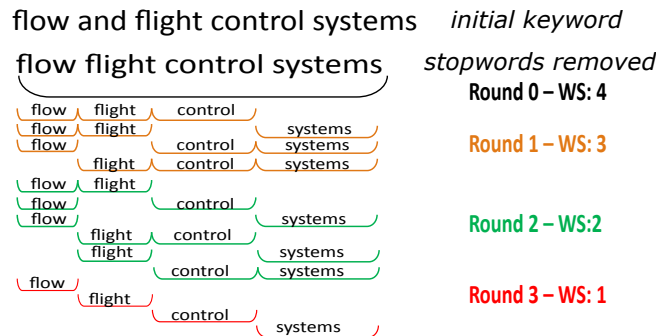 flow and flight control systems initial keyword
flow flight control systems stopwords removed
Round 0 – WS: 4
flow flight control
flow flight systems
flow control systems
Round 1 – WS: 3
flight control systems
flow flight
flow control
flow systems
Round 2 – WS:2
flight control
flight systems
control systems
flow
Round 3 – WS: 1
flight
control
systems